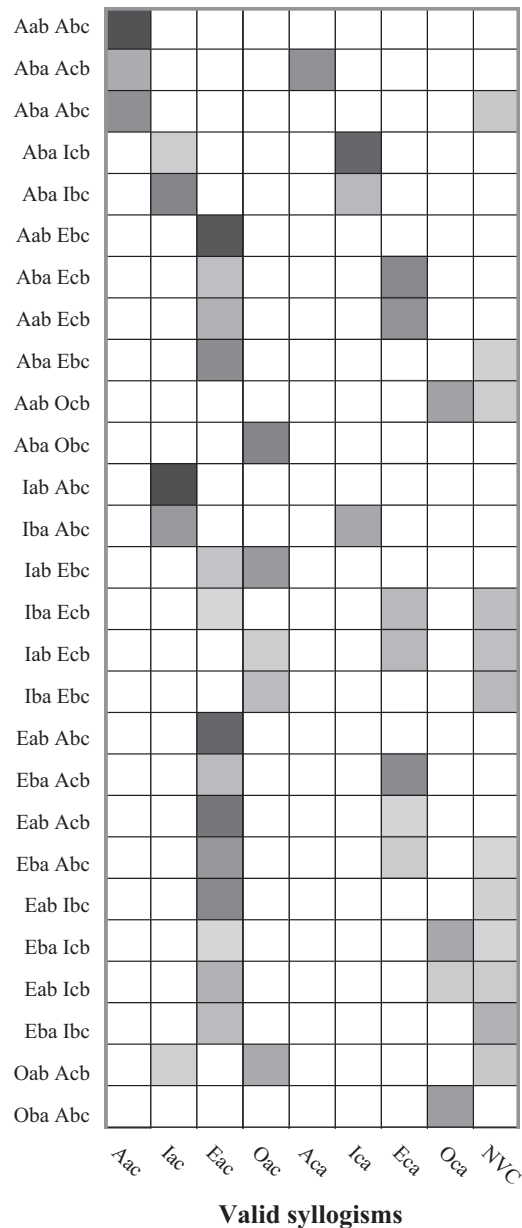 Aab Abc
Aba Acb
Aba Abc
Aba Icb
Aba Ibc
Aab Ebc
Aba Ecb
Aab Ecb
Aba Ebc
Aab Ocb
Aba Obc
Iab Abc
Iba Abc
Iab Ebc
Iba Ecb
Iab Ecb
Iba Ebc
Eab Abc
Eba Acb
Eab Acb
Eba Abc
Eab Ibc
Eba Icb
Eab Icb
Eba Ibc
Oab Acb
Oba Abc
Aac Iac Eac Oac Aca Ica Eca Oca NVC
Valid syllogisms